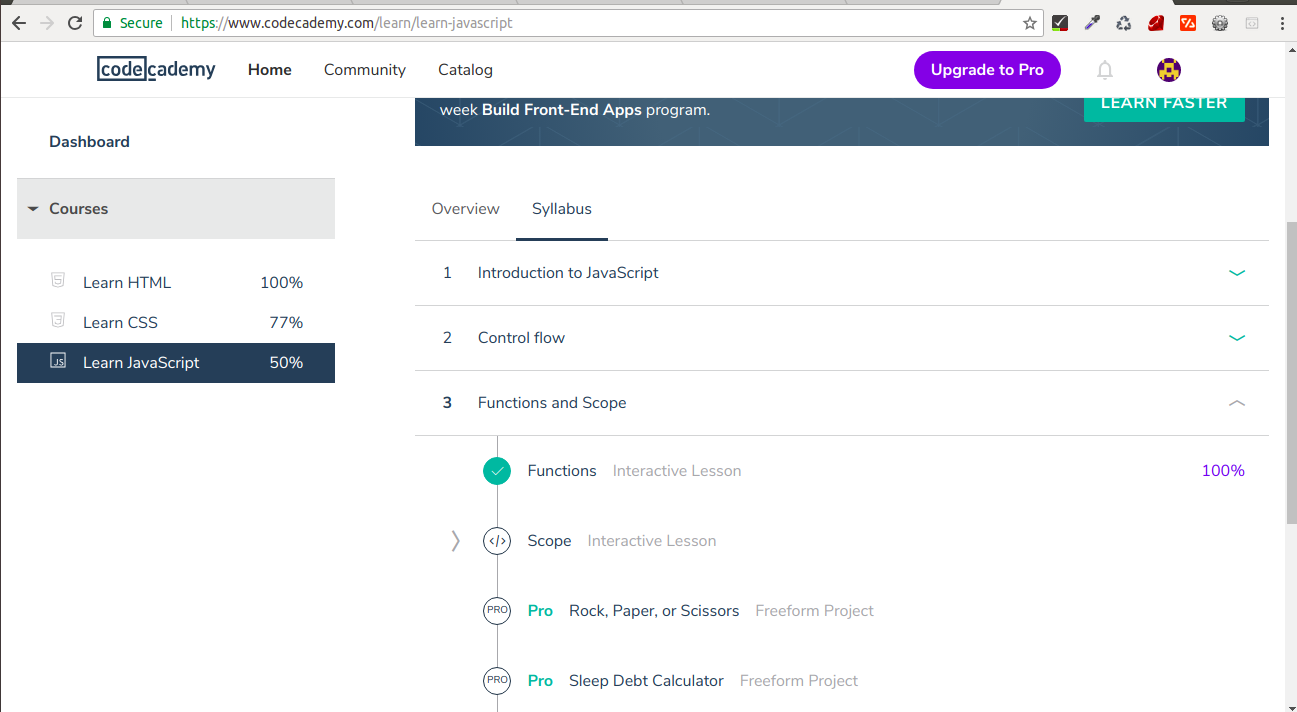 Secure https://www.codecademy.com/learn/learn-javascript
codecademy Home Community Catalog Upgrade to Pro
week Build Front-End Apps program. LEARN FASTER
Dashboard
Courses
Learn HTML 100%
Learn CSS 77%
JS Learn JavaScript 50%
Overview Syllabus
1 Introduction to JavaScript
2 Control flow
3 Functions and Scope
Functions Interactive Lesson 100%
</> Scope Interactive Lesson
PRO Pro Rock, Paper, or Scissors Freeform Project
PRO Pro Sleep Debt Calculator Freeform Project